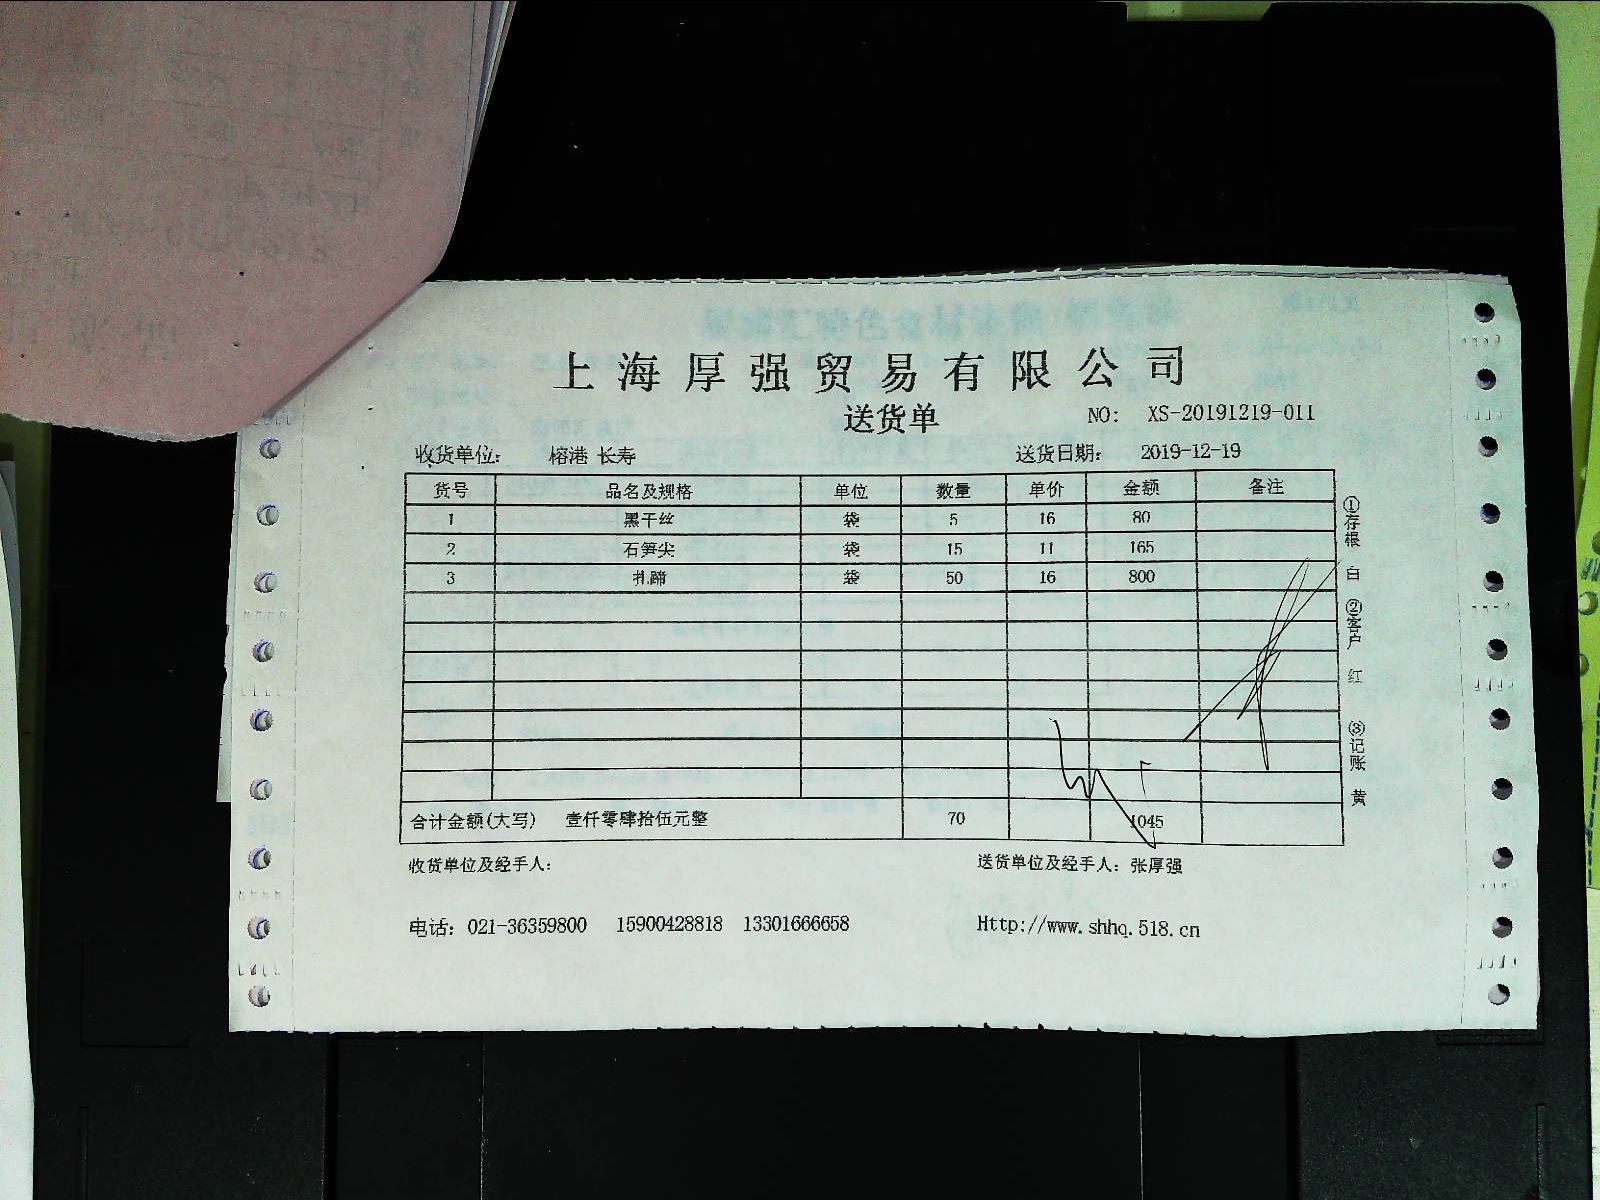 上海厚强贸易有限公司
送货单
NO: XS-20191219-011
收货单位: 榕港 长寿 送货日期: 2019-12-19
货号 品名及规格 单位 数量 单价 金额 备注
1 黑干丝 袋 5 16 80
2 石笋尖 袋 15 11 165
3 扎蹄 袋 50 16 800
合计金额(大写) 壹仟零肆拾伍元整 70 1045
收货单位及经手人: 送货单位及经手人: 张厚强
电话: 021-36359800 15900428818 13301666658 Http://www.shhq.518.cn
①存根 白 ②客户 红 ③记账 黄